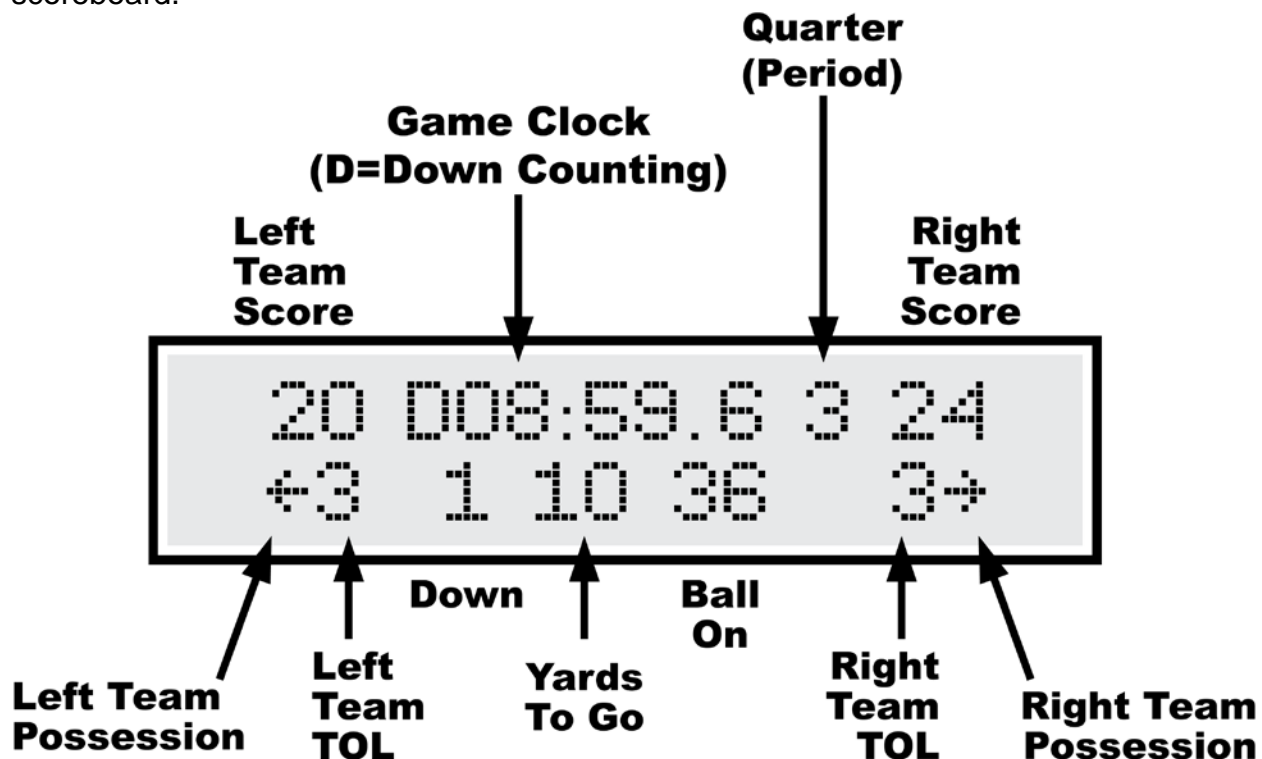 scoreboard.
Quarter
(Period)
Game Clock
(D=Down Counting)
Left
Team
Score
Right
Team
Score
20 D08:59.6 3 24
←3 1 10 36 3→
Down
Ball
On
Left Team
Possession
Left
Team
TOL
Yards
To Go
Right
Team
TOL
Right Team
Possession